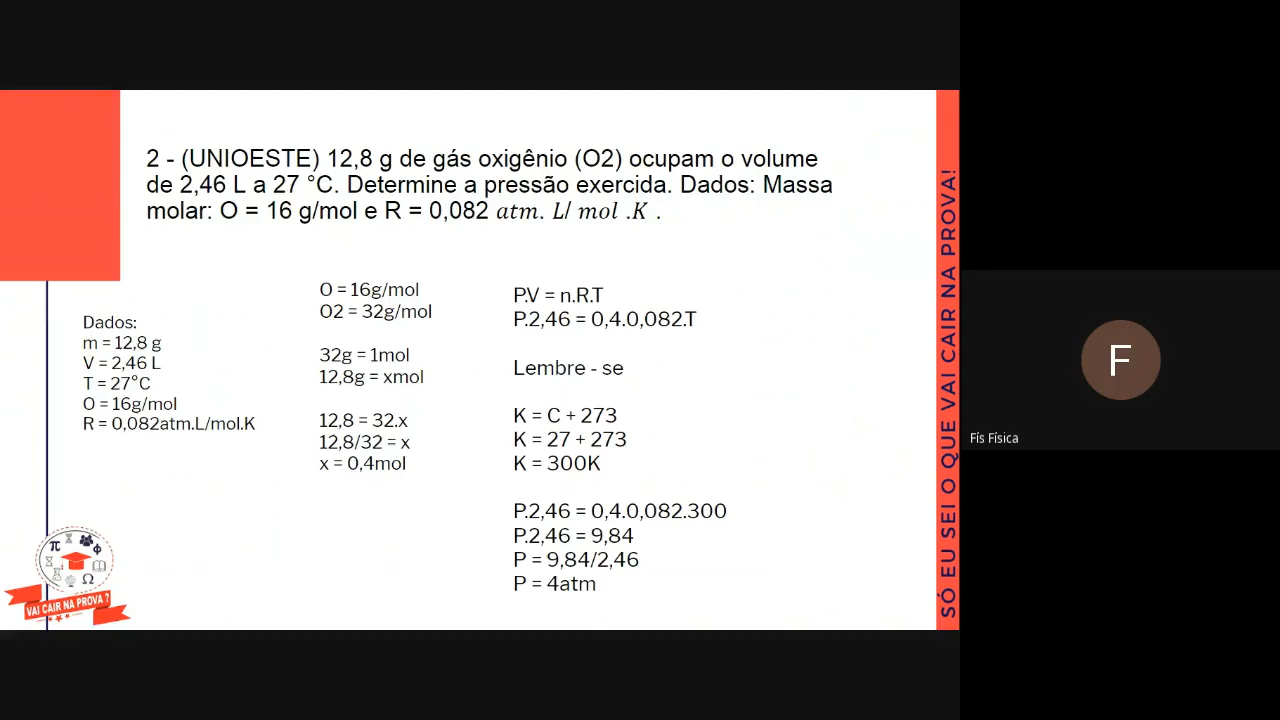 2 - (UNIOESTE) 12,8 g de gás oxigênio (O2) ocupam o volume
de 2,46 L a 27 °C. Determine a pressão exercida. Dados: Massa
molar: O = 16 g/mol e R = 0,082 atm. L/ mol .K .
Dados:
m = 12,8 g
V = 2,46 L
T = 27°C
O = 16g/mol
R = 0,082atm.L/mol.K
O = 16g/mol
O2 = 32g/mol
32g = 1mol
12,8g = xmol
12,8 = 32.x
12,8/32 = x
x = 0,4mol
P.V = n.R.T
P.2,46 = 0,4.0,082.T
Lembre - se
K = C + 273
K = 27 + 273
K = 300K
P.2,46 = 0,4.0,082.300
P.2,46 = 9,84
P = 9,84/2,46
P = 4atm
SÓ EU SEI O QUE VAI CAIR NA PROVA!
π
Φ
Ω
VAI CAIR NA PROVA ?
F
Fís Física